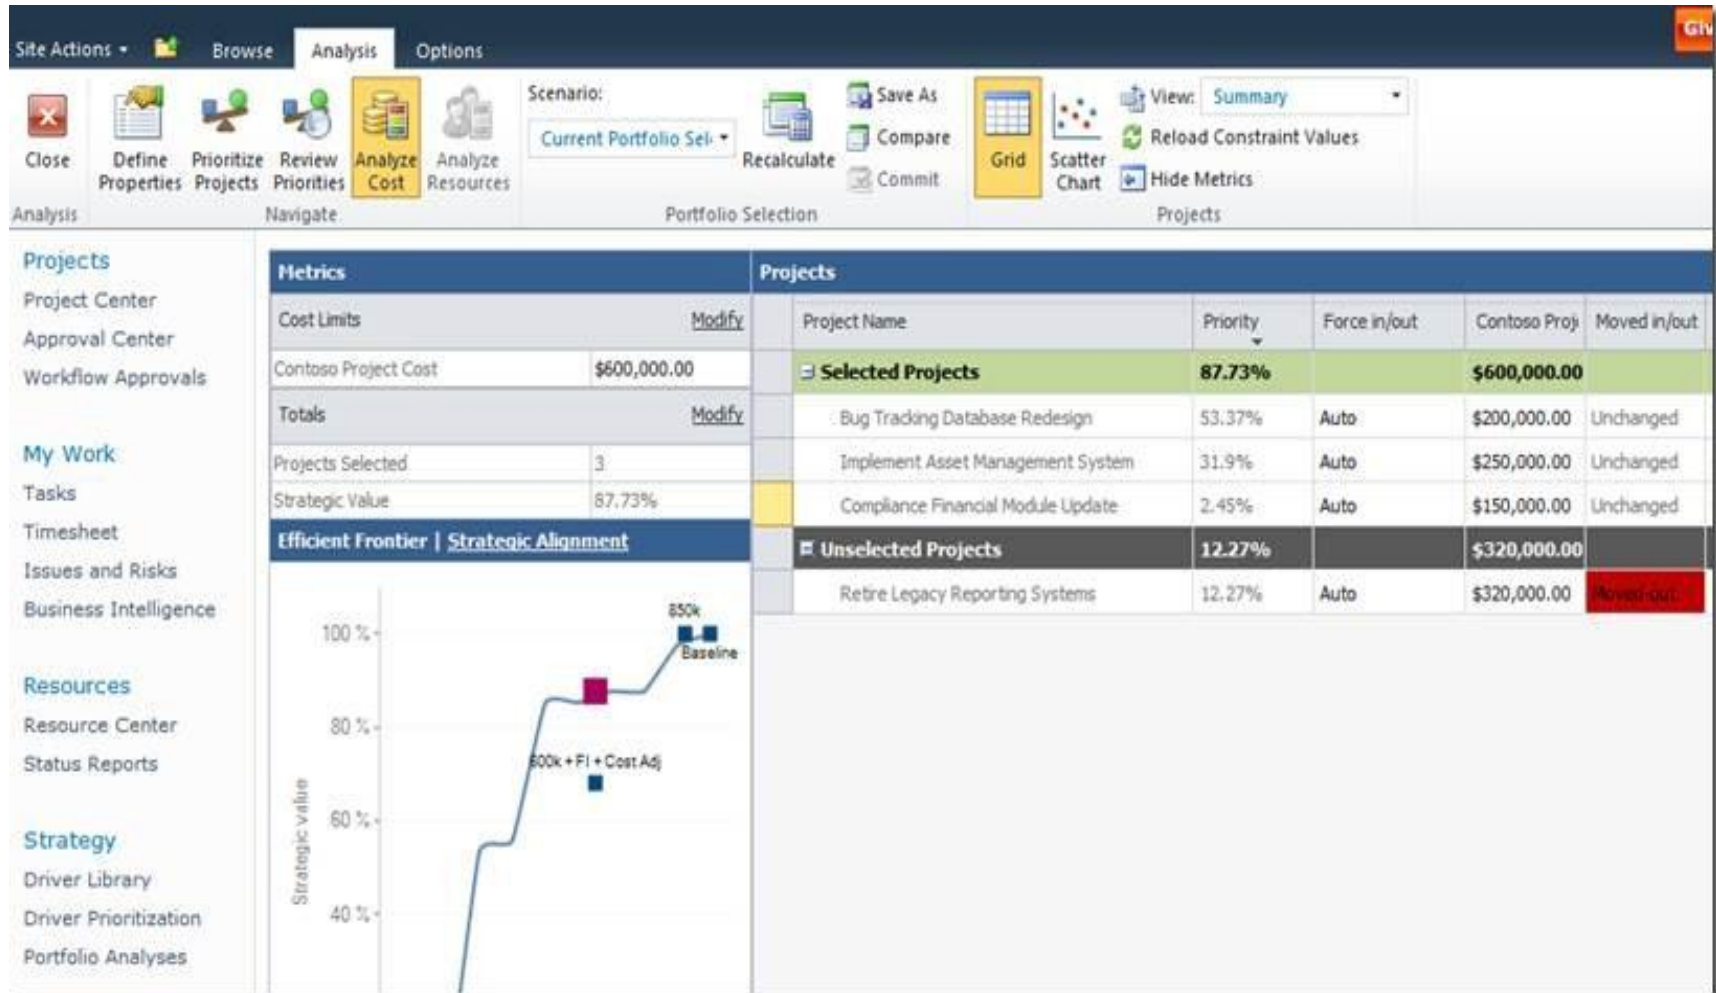 Giv
Site Actions
Browse
Analysis
Options
Close
Define Properties
Prioritize Projects
Review Priorities
Analyze Cost
Analyze Resources
Scenario:
Current Portfolio Sel
Recalculate
Save As
Compare
Commit
Grid
Scatter Chart
View: Summary
Reload Constraint Values
Hide Metrics
Analysis
Navigate
Portfolio Selection
Projects
Projects
Project Center
Approval Center
Workflow Approvals
My Work
Tasks
Timesheet
Issues and Risks
Business Intelligence
Resources
Resource Center
Status Reports
Strategy
Driver Library
Driver Prioritization
Portfolio Analyses
Metrics
Cost Limits Modify
Contoso Project Cost $600,000.00
Totals Modify
Projects Selected 3
Strategic Value 87.73%
Efficient Frontier | Strategic Alignment
850k
100 %
Baseline
80 %
600k + FI + Cost Adj
60 %
40 %
Strategic value
Projects
Project Name Priority Force in/out Contoso Proj Moved in/out
Selected Projects 87.73% $600,000.00
Bug Tracking Database Redesign 53.37% Auto $200,000.00 Unchanged
Implement Asset Management System 31.9% Auto $250,000.00 Unchanged
Compliance Financial Module Update 2.45% Auto $150,000.00 Unchanged
Unselected Projects 12.27% $320,000.00
Retire Legacy Reporting Systems 12.27% Auto $320,000.00 Moved-out